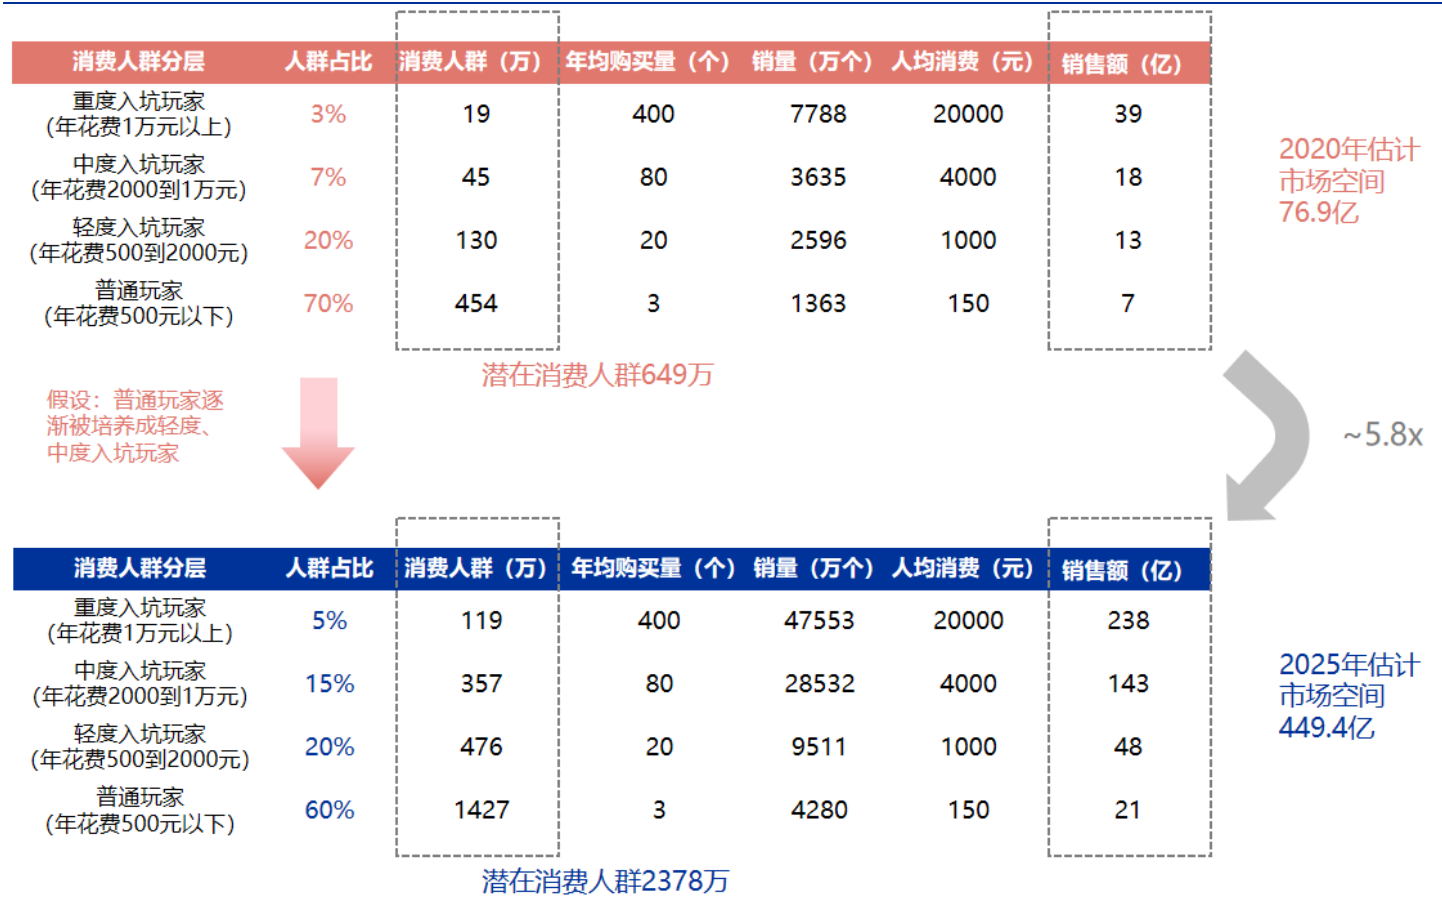 消费人群分层 人群占比 消费人群（万） 年均购买量（个） 销量（万个） 人均消费（元） 销售额（亿）
重度入坑玩家
(年花费1万元以上) 3% 19 400 7788 20000 39
中度入坑玩家
(年花费2000到1万元) 7% 45 80 3635 4000 18
轻度入坑玩家
(年花费500到2000元) 20% 130 20 2596 1000 13
普通玩家
(年花费500元以下) 70% 454 3 1363 150 7
2020年估计
市场空间
76.9亿
潜在消费人群649万
假设：普通玩家逐
渐被培养成轻度、
中度入坑玩家
~5.8x
消费人群分层 人群占比 消费人群（万） 年均购买量（个） 销量（万个） 人均消费（元） 销售额（亿）
重度入坑玩家
(年花费1万元以上) 5% 119 400 47553 20000 238
中度入坑玩家
(年花费2000到1万元) 15% 357 80 28532 4000 143
轻度入坑玩家
(年花费500到2000元) 20% 476 20 9511 1000 48
普通玩家
(年花费500元以下) 60% 1427 3 4280 150 21
2025年估计
市场空间
449.4亿
潜在消费人群2378万